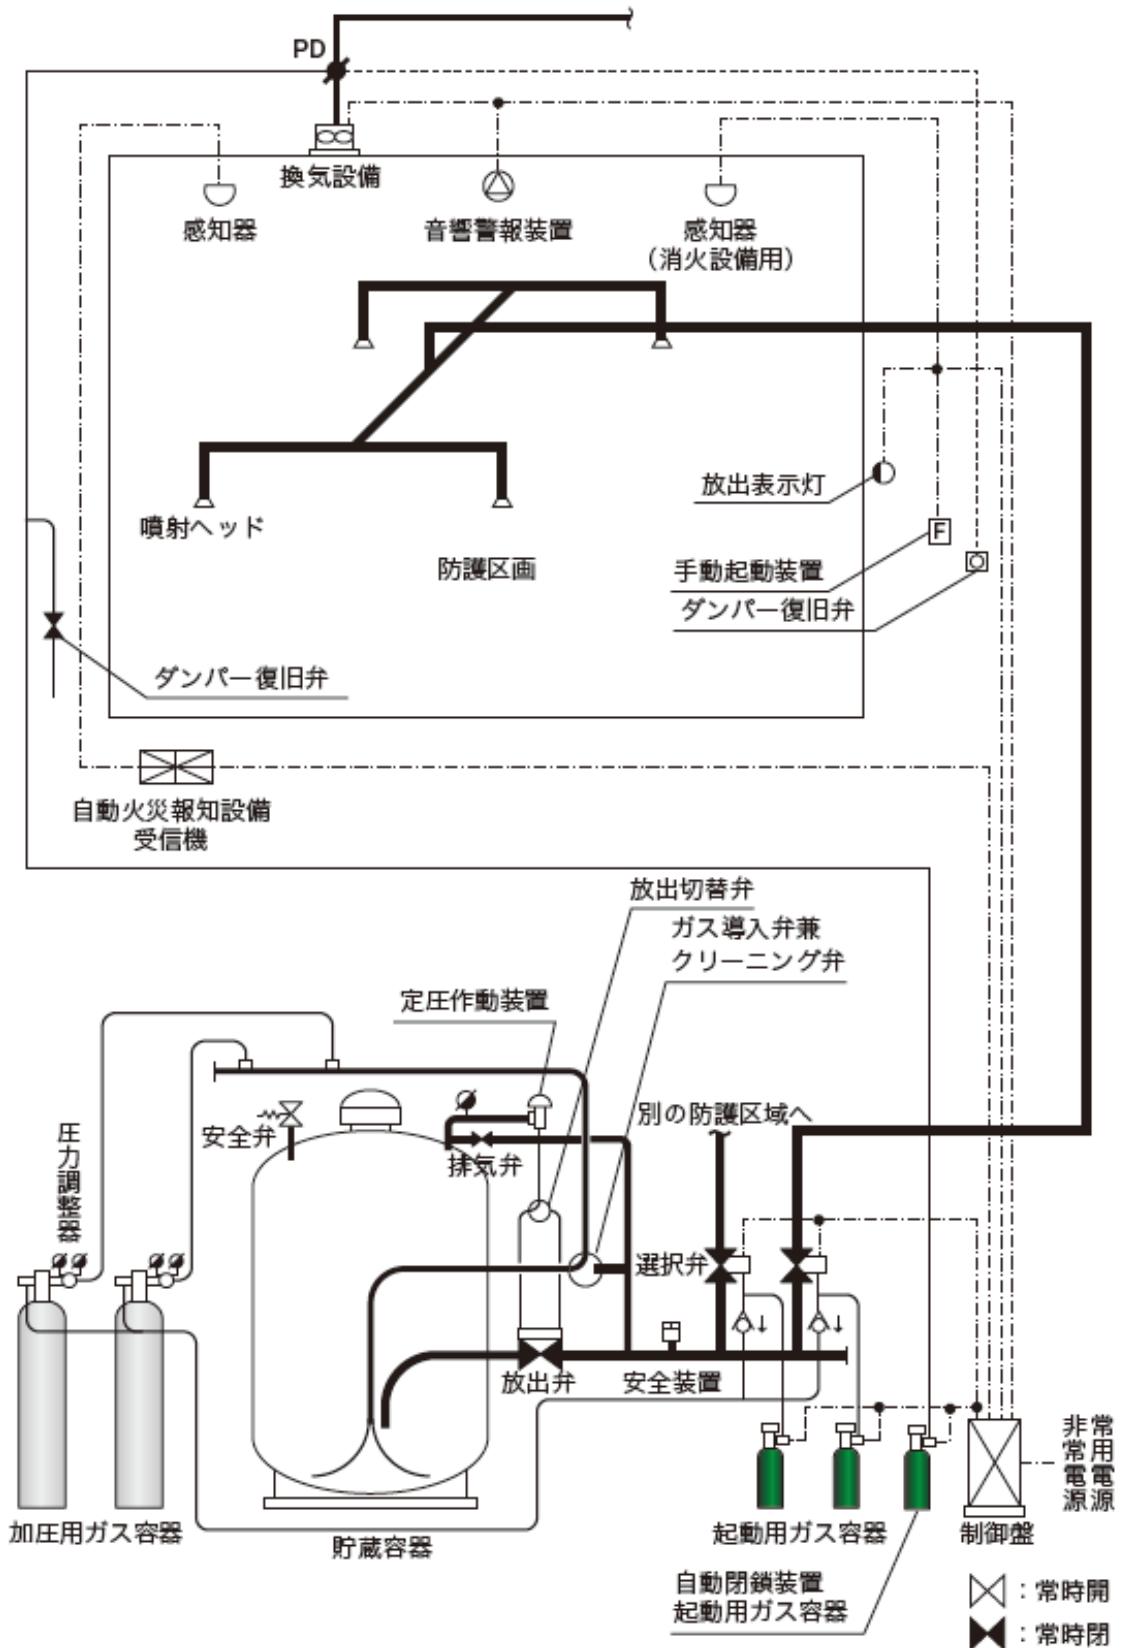 PD
換気設備
感知器
音響警報装置
感知器
（消火設備用）
放出表示灯
噴射ヘッド
F
防護区画
手動起動装置
ダンパー復旧弁
ダンパー復旧弁
自動火災報知設備
受信機
放出切替弁
ガス導入弁兼
クリーニング弁
定圧作動装置
別の防護区域へ
安全弁
排気弁
圧力調整器
選択弁
放出弁
安全装置
常用電源
非常電源
加圧用ガス容器
貯蔵容器
起動用ガス容器
制御盤
自動閉鎖装置
起動用ガス容器
：常時開
：常時閉